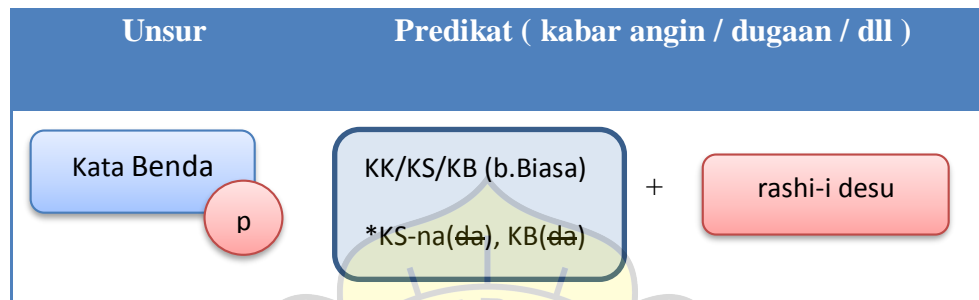 Unsur Predikat ( kabar angin / dugaan / dll )
Kata Benda
p
KK/KS/KB (b.Biasa)
*KS-na(da), KB(da)
+
rashi-i desu